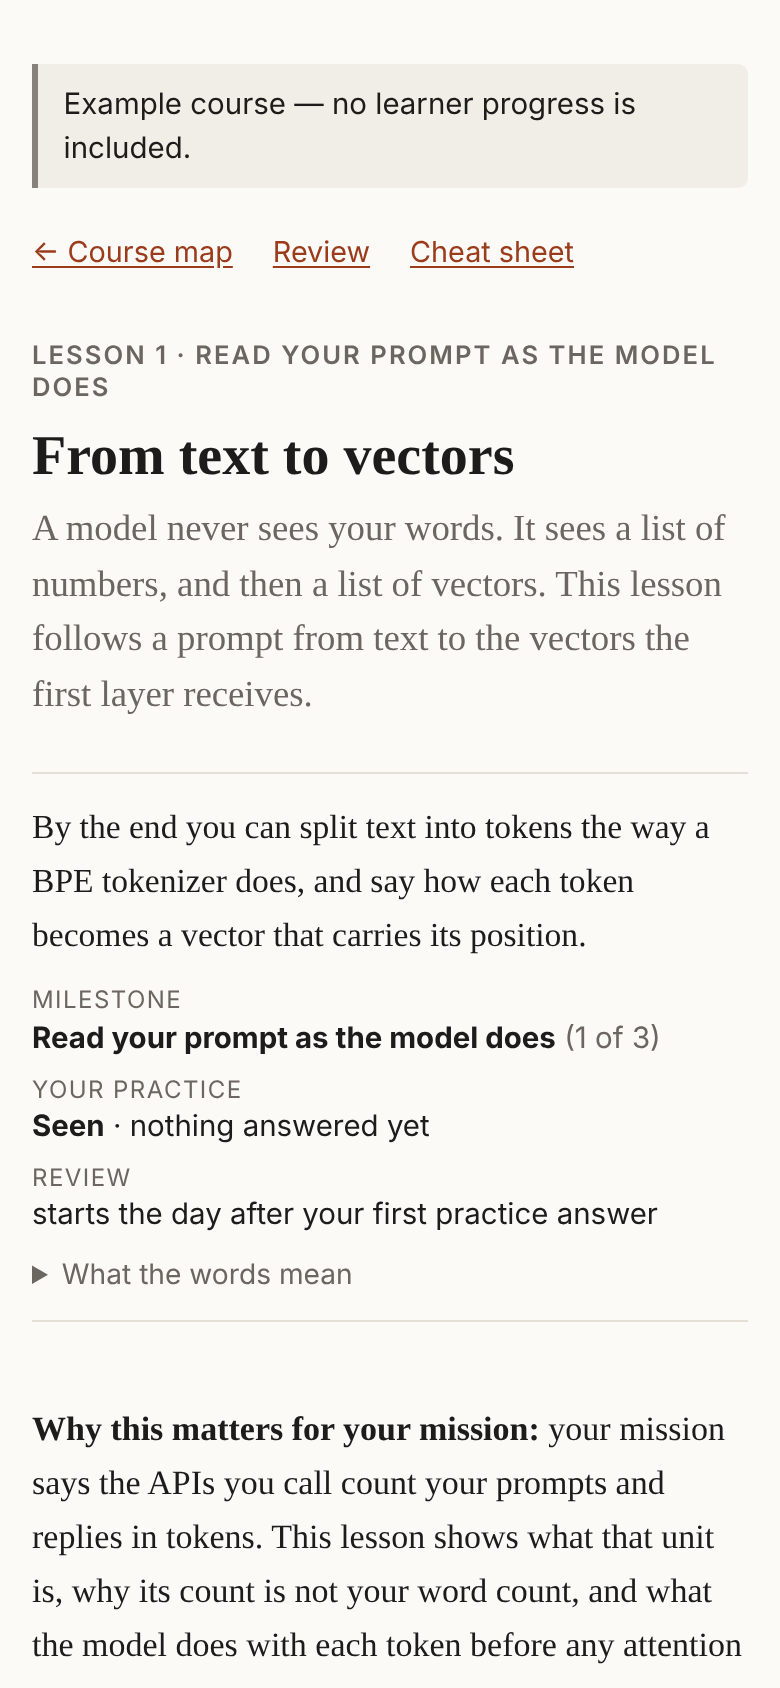 Example course — no learner progress is
included.
← Course map Review Cheat sheet
LESSON 1 · READ YOUR PROMPT AS THE MODEL
DOES
From text to vectors
A model never sees your words. It sees a list of
numbers, and then a list of vectors. This lesson
follows a prompt from text to the vectors the
first layer receives.
By the end you can split text into tokens the way a
BPE tokenizer does, and say how each token
becomes a vector that carries its position.
MILESTONE
Read your prompt as the model does (1 of 3)
YOUR PRACTICE
Seen · nothing answered yet
REVIEW
starts the day after your first practice answer
▶ What the words mean
Why this matters for your mission: your mission
says the APIs you call count your prompts and
replies in tokens. This lesson shows what that unit
is, why its count is not your word count, and what
the model does with each token before any attention